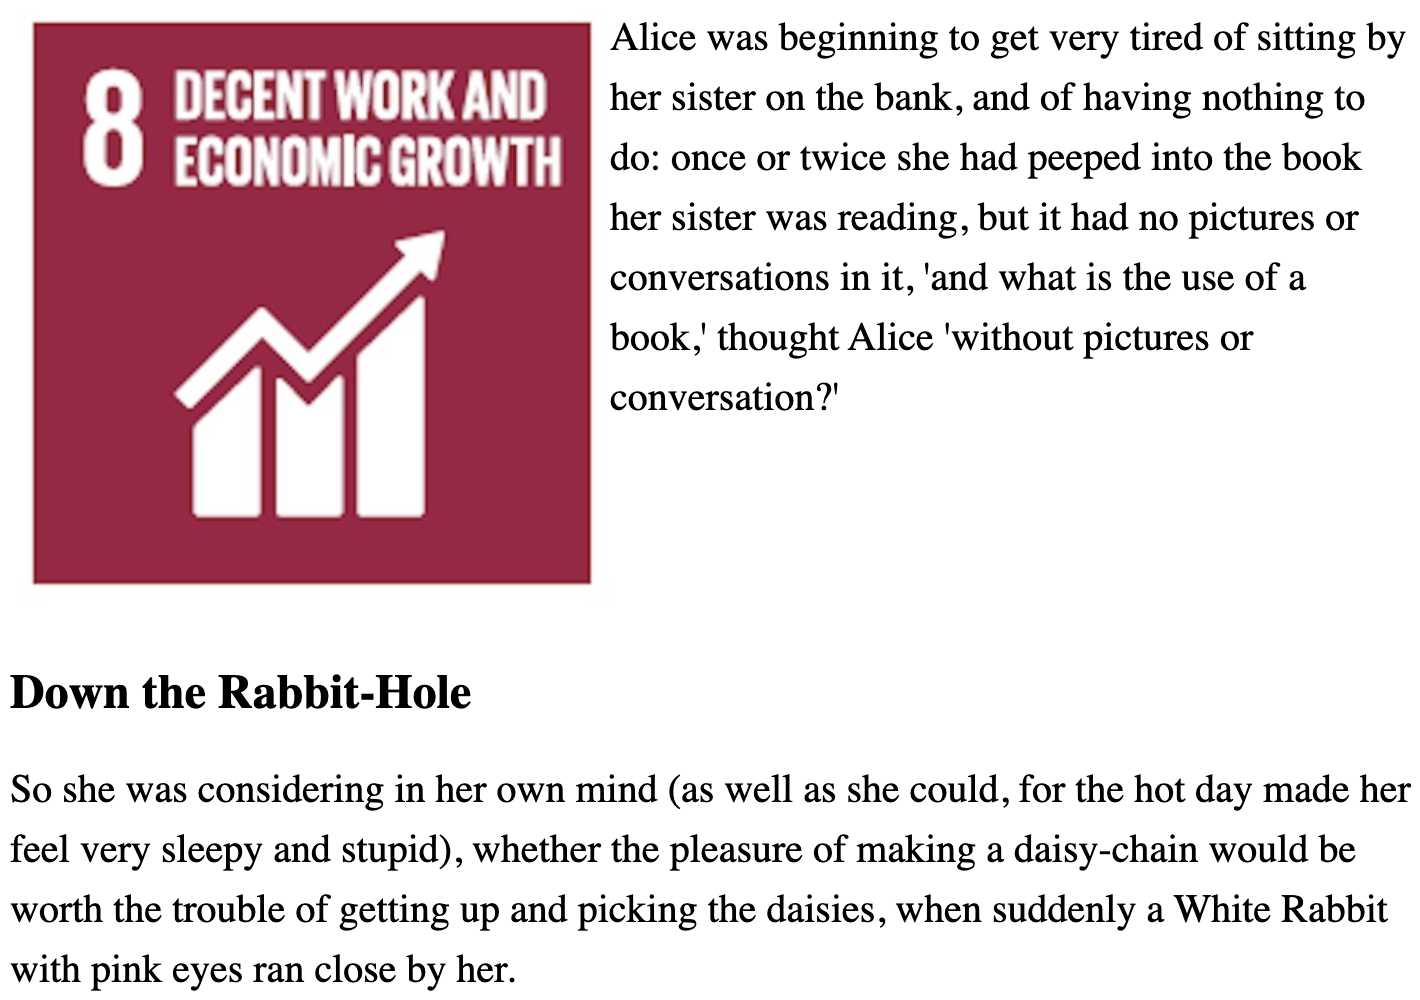 8 DECENT WORK AND
ECONOMIC GROWTH
Alice was beginning to get very tired of sitting by
her sister on the bank, and of having nothing to
do: once or twice she had peeped into the book
her sister was reading, but it had no pictures or
conversations in it, 'and what is the use of a
book,' thought Alice 'without pictures or
conversation?'
Down the Rabbit-Hole
So she was considering in her own mind (as well as she could, for the hot day made her
feel very sleepy and stupid), whether the pleasure of making a daisy-chain would be
worth the trouble of getting up and picking the daisies, when suddenly a White Rabbit
with pink eyes ran close by her.